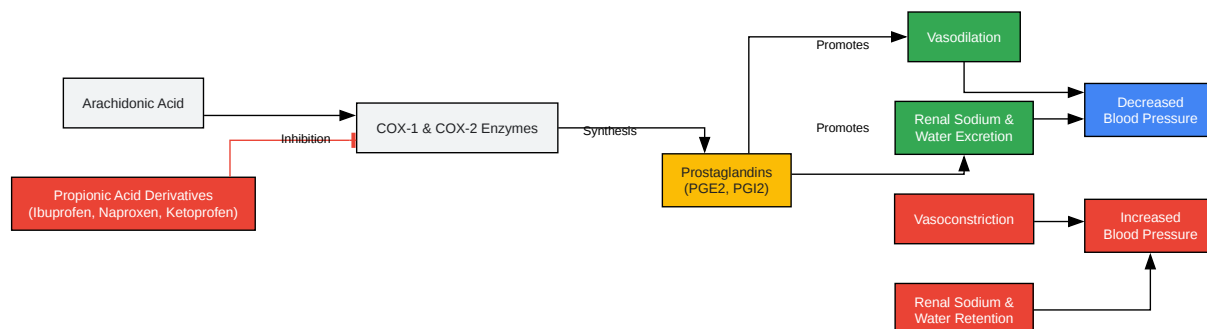 Vasodilation
Promotes
Arachidonic Acid
Decreased
Blood Pressure
COX-1 & COX-2 Enzymes
Inhibition
Synthesis
Promotes
Renal Sodium &
Water Excretion
Prostaglandins
(PGE2, PGI2)
Propionic Acid Derivatives
(Ibuprofen, Naproxen, Ketoprofen)
Vasoconstriction
Increased
Blood Pressure
Renal Sodium &
Water Retention